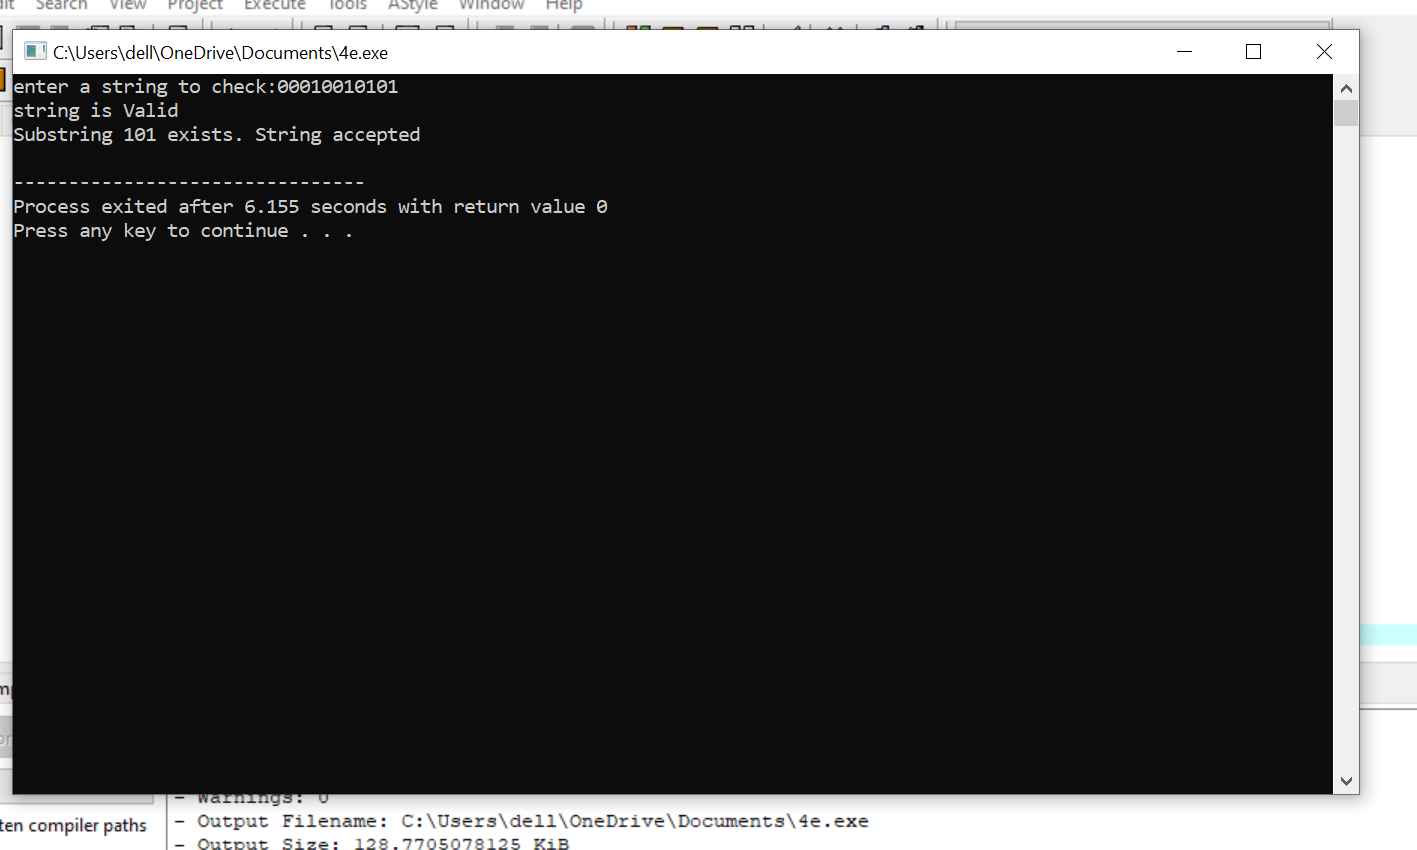 Search View Project Execute Tools AStyle Window Help
C:\Users\dell\OneDrive\Documents\4e.exe
enter a string to check:00010010101
string is Valid
Substring 101 exists. String accepted
--------------------------------
Process exited after 6.155 seconds with return value 0
Press any key to continue . . .
- Warnings: 0
ten compiler paths
- Output Filename: C:\Users\dell\OneDrive\Documents\4e.exe
- Output Size: 128.7705078125 KiB